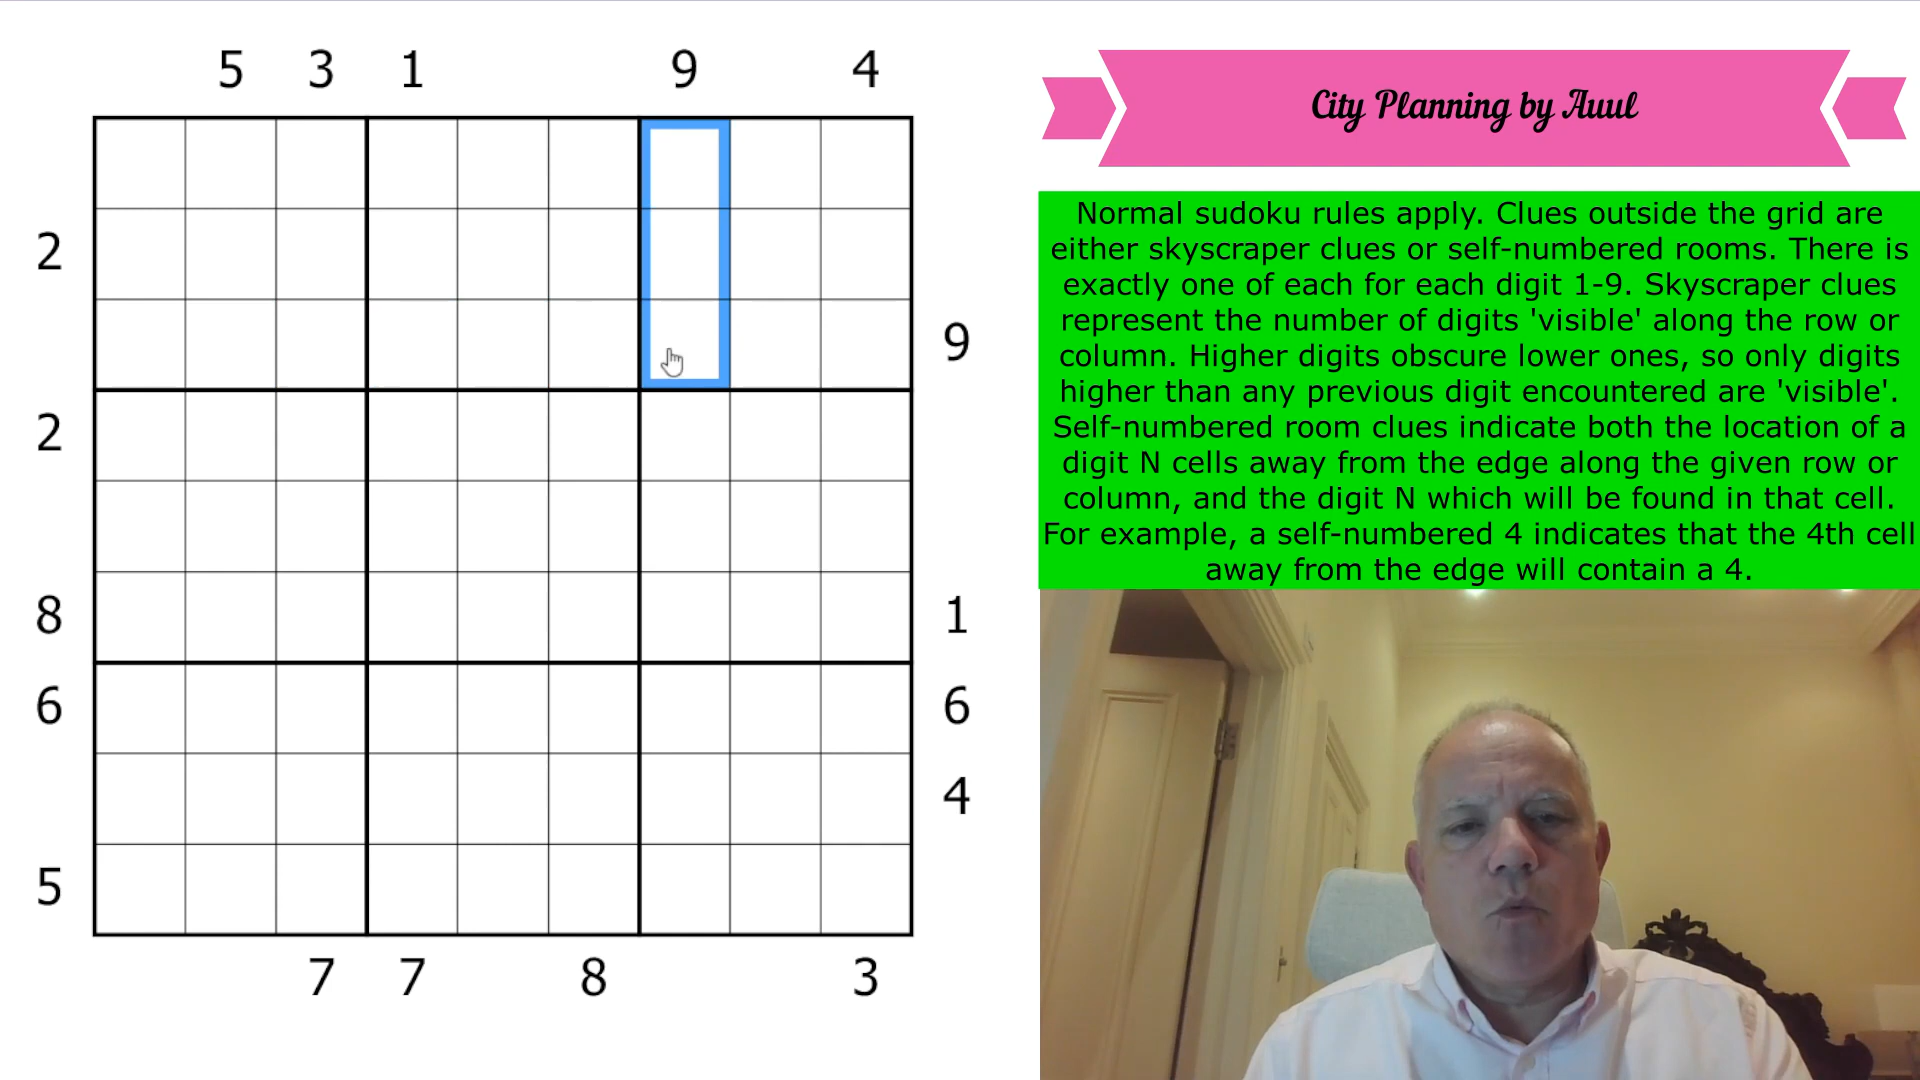 5 3 1 9 4
City Planning by Auul
Normal sudoku rules apply. Clues outside the grid are
either skyscraper clues or self-numbered rooms. There is
exactly one of each for each digit 1-9. Skyscraper clues
represent the number of digits 'visible' along the row or
column. Higher digits obscure lower ones, so only digits
higher than any previous digit encountered are 'visible'.
Self-numbered room clues indicate both the location of a
digit N cells away from the edge along the given row or
column, and the digit N which will be found in that cell.
For example, a self-numbered 4 indicates that the 4th cell
away from the edge will contain a 4.
2
9
2
8 1
6 6
4
5
7 7 8 3